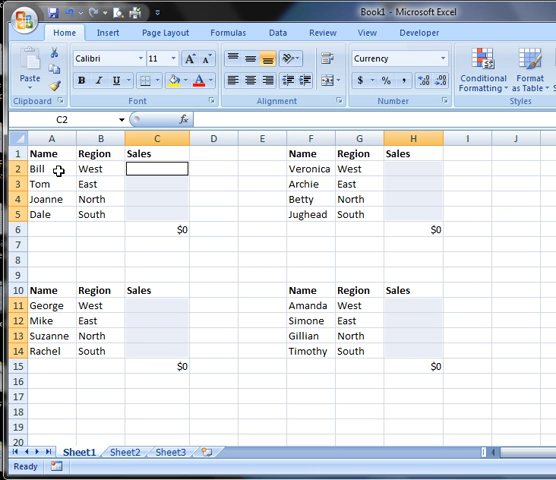 Book1 - Microsoft Excel
Home Insert Page Layout Formulas Data Review View Developer
Calibri 11 Currency
Paste B I U A $ % , .0 .00 .00 .0 Conditional Formatting Format as Table
Clipboard Font Alignment Number Styles
C2 fx
A B C D E F G H I J
1 Name Region Sales Name Region Sales
2 Bill West Veronica West
3 Tom East Archie East
4 Joanne North Betty North
5 Dale South Jughead South
6 $0 $0
7
8
9
10 Name Region Sales Name Region Sales
11 George West Amanda West
12 Mike East Simone East
13 Suzanne North Gillian North
14 Rachel South Timothy South
15 $0 $0
16
17
18
19
20
Sheet1 Sheet2 Sheet3
Ready